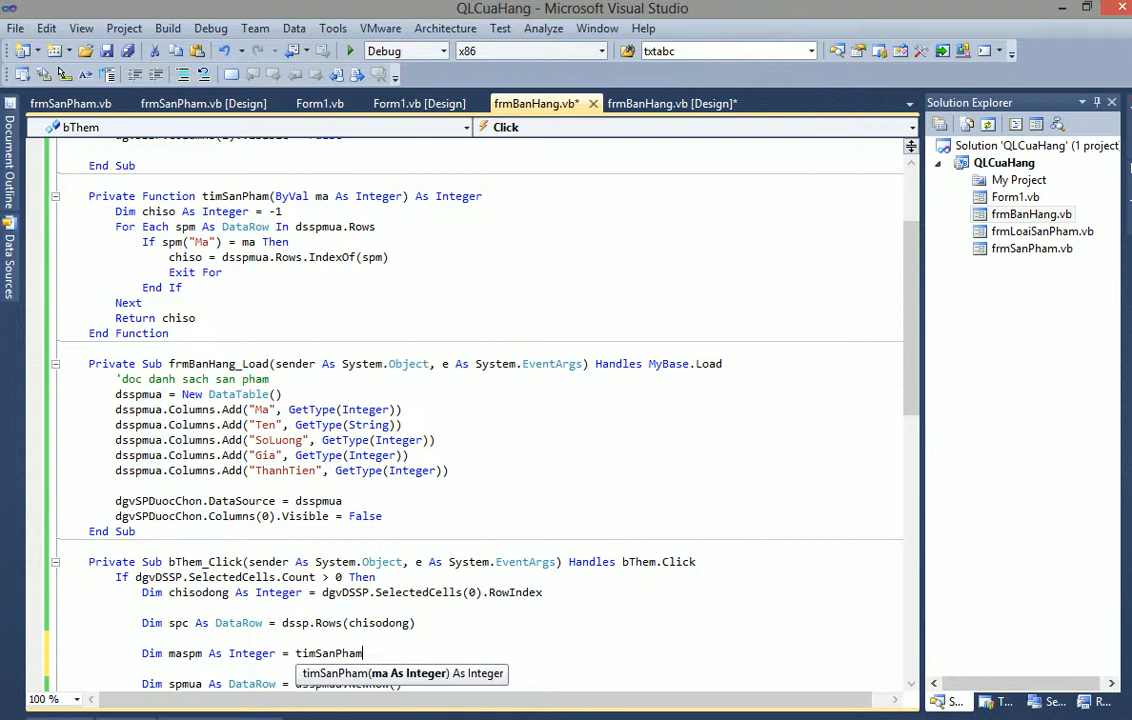 QLCuaHang - Microsoft Visual Studio
File Edit View Project Build Debug Team Data Tools VMware Architecture Test Analyze Window Help
Debug x86 txtabc
frmSanPham.vb frmSanPham.vb [Design] Form1.vb Form1.vb [Design] frmBanHang.vb* frmBanHang.vb [Design]*
bThem Click
End Sub
Private Function timSanPham(ByVal ma As Integer) As Integer
Dim chiso As Integer = -1
For Each spm As DataRow In dsspmua.Rows
If spm("Ma") = ma Then
chiso = dsspmua.Rows.IndexOf(spm)
Exit For
End If
Next
Return chiso
End Function
Private Sub frmBanHang_Load(sender As System.Object, e As System.EventArgs) Handles MyBase.Load
'doc danh sach san pham
dsspmua = New DataTable()
dsspmua.Columns.Add("Ma", GetType(Integer))
dsspmua.Columns.Add("Ten", GetType(String))
dsspmua.Columns.Add("SoLuong", GetType(Integer))
dsspmua.Columns.Add("Gia", GetType(Integer))
dsspmua.Columns.Add("ThanhTien", GetType(Integer))
dgvSPDuocChon.DataSource = dsspmua
dgvSPDuocChon.Columns(0).Visible = False
End Sub
Private Sub bThem_Click(sender As System.Object, e As System.EventArgs) Handles bThem.Click
If dgvDSSP.SelectedCells.Count > 0 Then
Dim chisodong As Integer = dgvDSSP.SelectedCells(0).RowIndex
Dim spc As DataRow = dssp.Rows(chisodong)
Dim maspm As Integer = timSanPham
timSanPham(ma As Integer) As Integer
Dim spmua As DataRow = dsspmua.NewRow()
100 %
Document Outline
Data Sources
Solution Explorer
Solution 'QLCuaHang' (1 project
QLCuaHang
My Project
Form1.vb
frmBanHang.vb
frmLoaiSanPham.vb
frmSanPham.vb
S... T... Se... R...